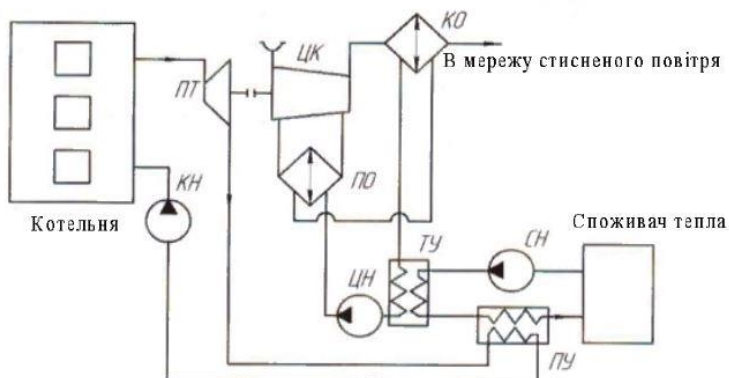 КО
ЦК
В мережу стисненого повітря
ПТ
КН
ПО
Котельня
Споживач тепла
ТУ
СН
ЦН
ПУ